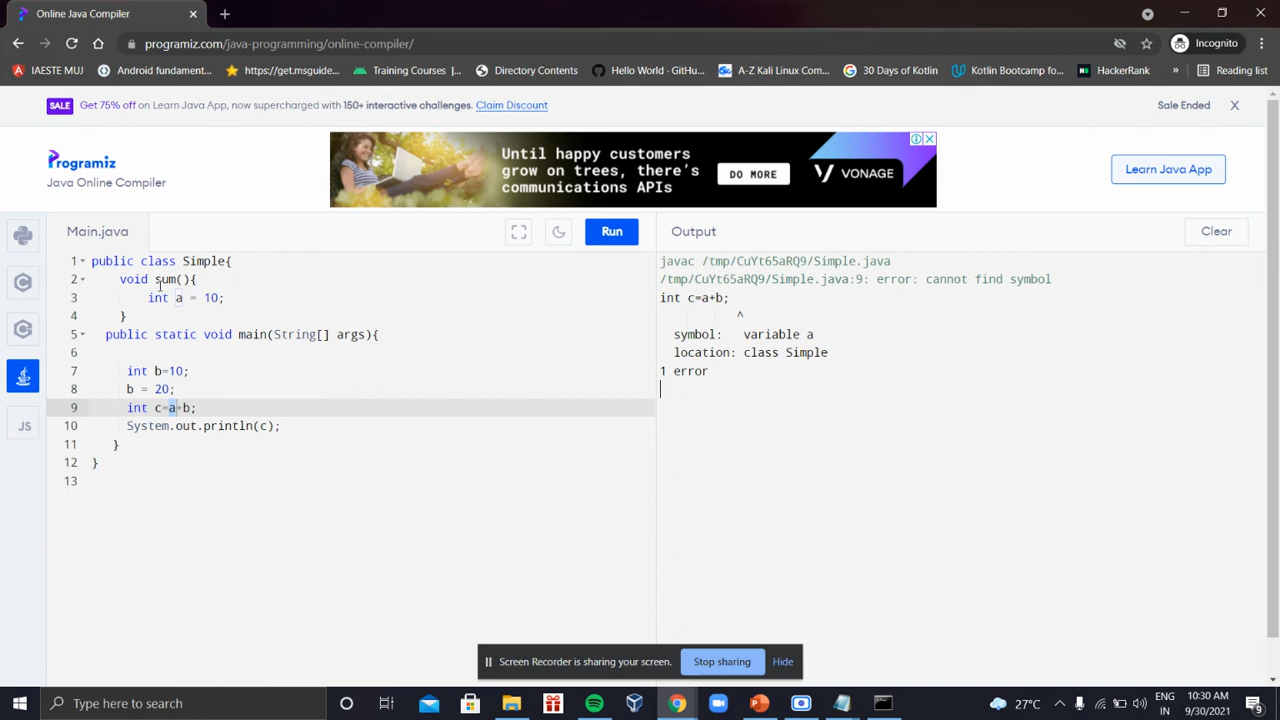 Online Java Compiler
programiz.com/java-programming/online-compiler/
Incognito
IAESTE MUJ
Android fundament...
https://get.msguide...
Training Courses |...
Directory Contents
Hello World · GitHu...
A-Z Kali Linux Com...
30 Days of Kotlin
Kotlin Bootcamp fo...
HackerRank
Reading list
SALE Get 75% off on Learn Java App, now supercharged with 150+ interactive challenges. Claim Discount
Sale Ended
Programiz
Java Online Compiler
Until happy customers
grow on trees, there's
communications APIs
DO MORE
VONAGE
Learn Java App
Main.java
Run
Output
Clear
1 public class Simple{
2 void sum(){
3 int a = 10;
4 }
5 public static void main(String[] args){
6
7 int b=10;
8 b = 20;
9 int c=a+b;
10 System.out.println(c);
11 }
12 }
13
javac /tmp/CuYt65aRQ9/Simple.java
/tmp/CuYt65aRQ9/Simple.java:9: error: cannot find symbol
int c=a+b;
^
symbol: variable a
location: class Simple
1 error
JS
Screen Recorder is sharing your screen.
Stop sharing
Hide
Type here to search
27°C
ENG
IN
10:30 AM
9/30/2021